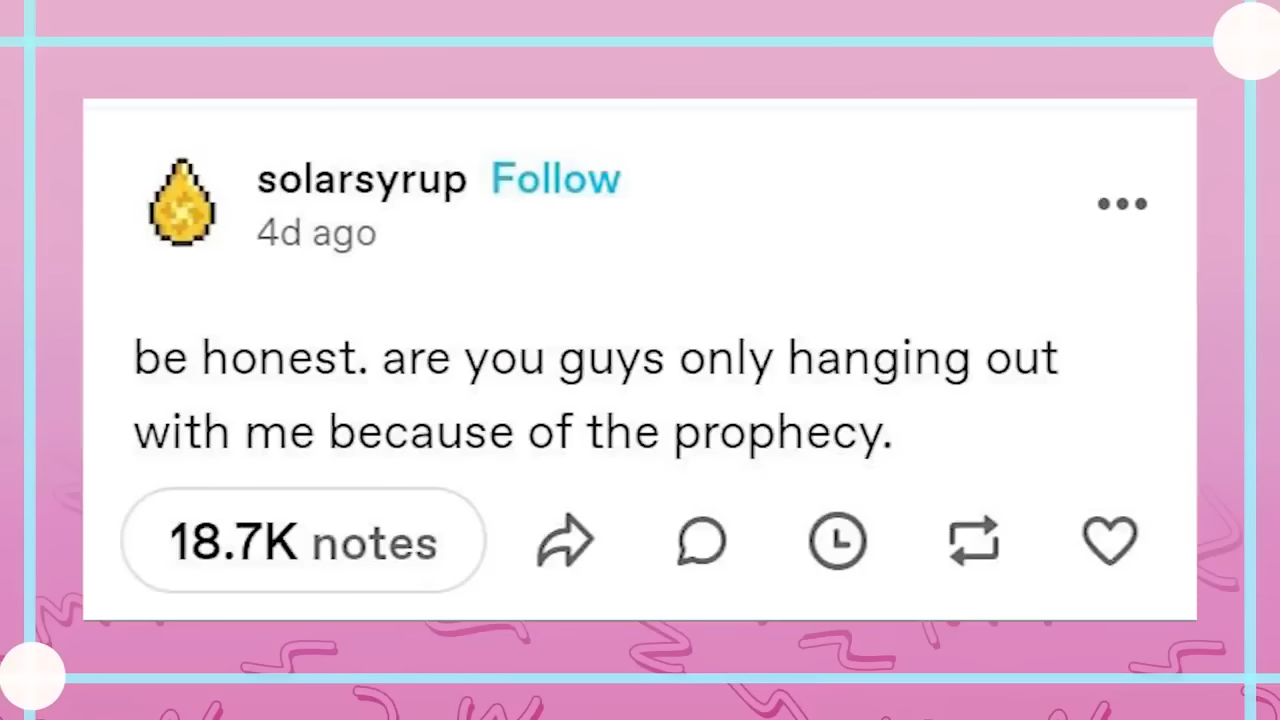 solarsyrup Follow
4d ago
be honest. are you guys only hanging out
with me because of the prophecy.
18.7K notes